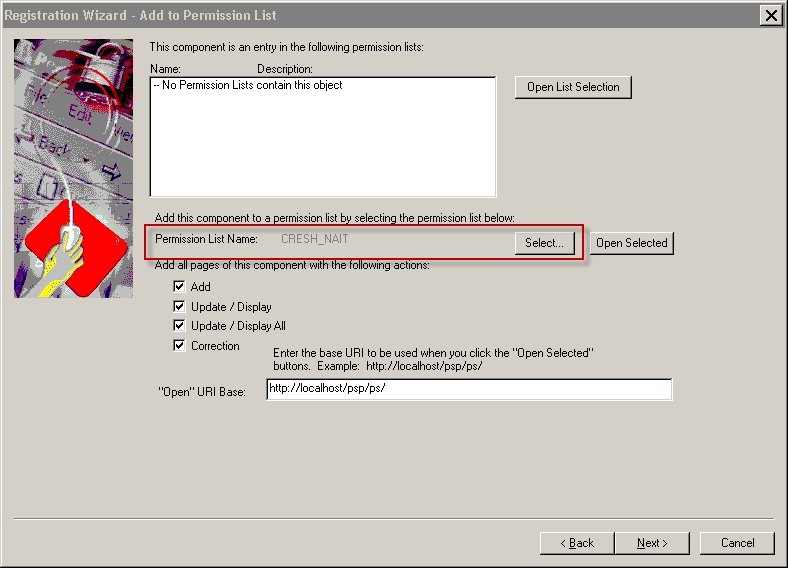 Registration Wizard - Add to Permission List
This component is an entry in the following permission lists:
Name: Description:
-- No Permission Lists contain this object
Open List Selection
Add this component to a permission list by selecting the permission list below:
Permission List Name: CRESH_NAIT Select... Open Selected
Add all pages of this component with the following actions:
Add
Update / Display
Update / Display All
Correction
Enter the base URI to be used when you click the "Open Selected"
buttons. Example: http://localhost/psp/ps/
"Open" URI Base: http://localhost/psp/ps/
File
Edit
Back
< Back Next > Cancel